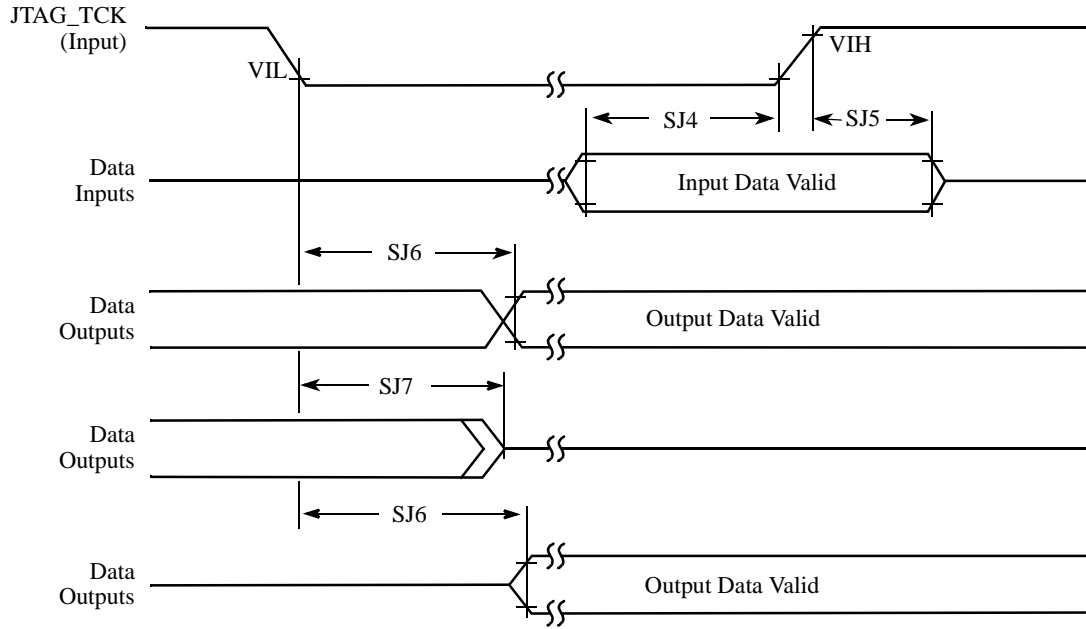 JTAG_TCK
(Input)
VIL
VIH
SJ4
SJ5
Data
Inputs
Input Data Valid
SJ6
Data
Outputs
Output Data Valid
SJ7
Data
Outputs
SJ6
Data
Outputs
Output Data Valid